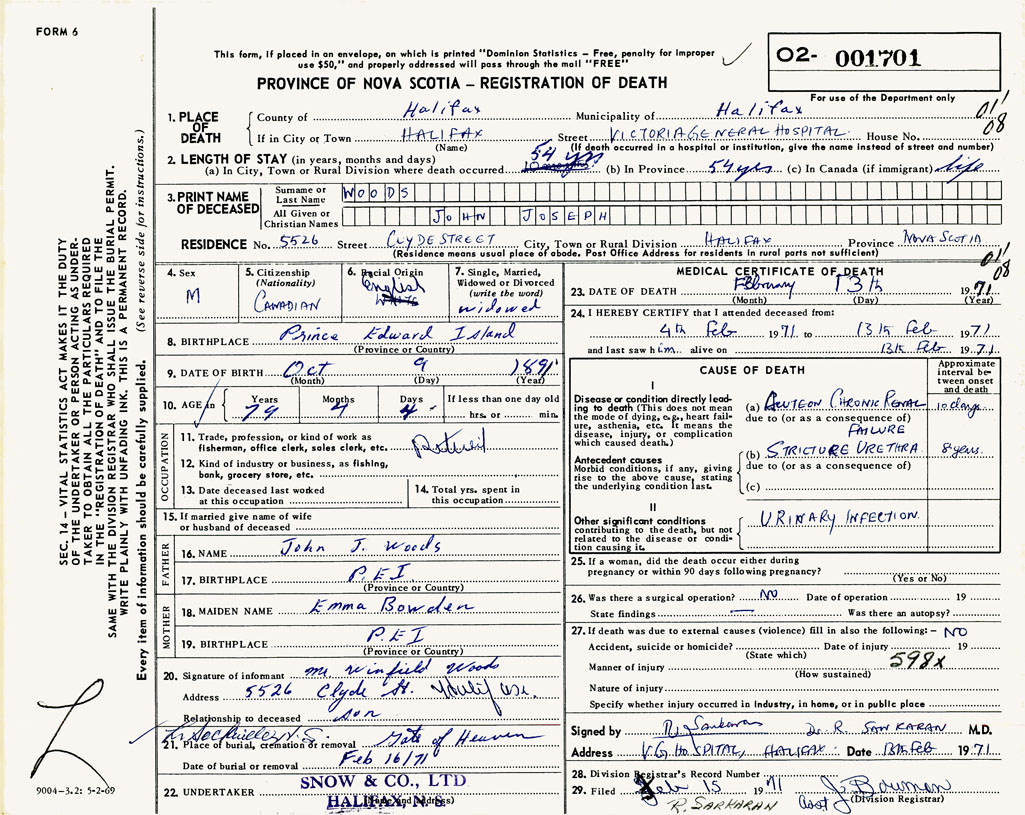 FORM 6
This form, if placed in an envelope, on which is printed "Dominion Statistics – Free, penalty for improper
use $50," and properly addressed will pass through the mail "FREE"
O2- 001701
PROVINCE OF NOVA SCOTIA – REGISTRATION OF DEATH
For use of the Department only
01'
08
1. PLACE OF DEATH
County of Halifax Municipality of Halifax
If in City or Town HALIFAX Street VICTORIA GENERAL HOSPITAL House No.
(Name) (If death occurred in a hospital or institution, give the name instead of street and number)
2. LENGTH OF STAY (in years, months and days) 54 yrs
(a) In City, Town or Rural Division where death occurred (b) In Province 54 yrs (c) In Canada (if immigrant) life
3. PRINT NAME OF DECEASED
Surname or Last Name WOODS
All Given or Christian Names JOHN JOSEPH
RESIDENCE No. 5526 Street CLYDE STREET City, Town or Rural Division HALIFAX Province NOVA SCOTIA
(Residence means usual place of abode. Post Office Address for residents in rural parts not sufficient)
01'
08
4. Sex
M
5. Citizenship
(Nationality)
CANADIAN
6. Racial Origin
English
7. Single, Married,
Widowed or Divorced
(write the word)
widowed
8. BIRTHPLACE Prince Edward Island
(Province or Country)
9. DATE OF BIRTH Oct 9 1891
(Month) (Day) (Year)
10. AGE in Years Months Days If less than one day old
79 4 4 hrs. or min.
OCCUPATION
11. Trade, profession, or kind of work as
fisherman, office clerk, sales clerk, etc. Retired
12. Kind of industry or business, as fishing,
bank, grocery store, etc.
13. Date deceased last worked
at this occupation
14. Total yrs. spent in
this occupation
15. If married give name of wife
or husband of deceased
FATHER
16. NAME John J. Woods
17. BIRTHPLACE P.E.I
(Province or Country)
MOTHER
18. MAIDEN NAME Emma Bowden
19. BIRTHPLACE P.E.I
(Province or Country)
20. Signature of informant Mr Winfield Woods
Address 5526 Clyde St. Halifax
Relationship to deceased son
L. Sackville, N.S.
21. Place of burial, cremation or removal Gate of Heaven
Date of burial or removal Feb 16/71
22. UNDERTAKER SNOW & CO., LTD
HALIFAX, N.S.
(Name and Address)
MEDICAL CERTIFICATE OF DEATH
23. DATE OF DEATH February 13th 1971
(Month) (Day) (Year)
24. I HEREBY CERTIFY that I attended deceased from:
4th Feb 1971 to 13th Feb 1971
and last saw him alive on 13th Feb 1971
CAUSE OF DEATH
Approximate
interval be-
tween onset
and death
I
Disease or condition directly lead-
ing to death (This does not mean
the mode of dying, e.g., heart fail-
ure, asthenia, etc. It means the
disease, injury, or complication
which caused death.)
(a) ACUTE ON CHRONIC RENAL 10 days
due to (or as a consequence of)
FAILURE
Antecedent causes
Morbid conditions, if any, giving
rise to the above cause, stating
the underlying condition last.
(b) STRICTURE URETHRA 8 years
due to (or as a consequence of)
(c)
II
Other significant conditions
contributing to the death, but not
related to the disease or condi-
tion causing it.
URINARY INFECTION
25. If a woman, did the death occur either during
pregnancy or within 90 days following pregnancy?
(Yes or No)
26. Was there a surgical operation? NO Date of operation 19
State findings — Was there an autopsy?
27. If death was due to external causes (violence) fill in also the following: – NO
Accident, suicide or homicide? Date of injury 19
(State which)
598x
Manner of injury
(How sustained)
Nature of injury
Specify whether injury occurred in industry, in home, or in public place
Signed by R. Sankaran Dr. R. SANKARAN M.D.
Address V.G. HOSPITAL, HALIFAX Date 13th Feb 1971
28. Division Registrar's Record Number
29. Filed Feb 15 1971 J. Bowman
R. SARKARAN Asst (Division Registrar)
SEC. 14 – VITAL STATISTICS ACT MAKES IT THE DUTY
OF THE UNDERTAKER OR PERSON ACTING AS UNDER-
TAKER TO OBTAIN ALL THE PARTICULARS REQUIRED
IN THE "REGISTRATION OF DEATH" AND TO FILE THE
SAME WITH THE DIVISION REGISTRAR WHO SHALL ISSUE THE BURIAL PERMIT.
WRITE PLAINLY WITH UNFADING INK. THIS IS A PERMANENT RECORD.
Every item of information should be carefully supplied. (See reverse side for instructions.)
9004-3.2: 5-2-69